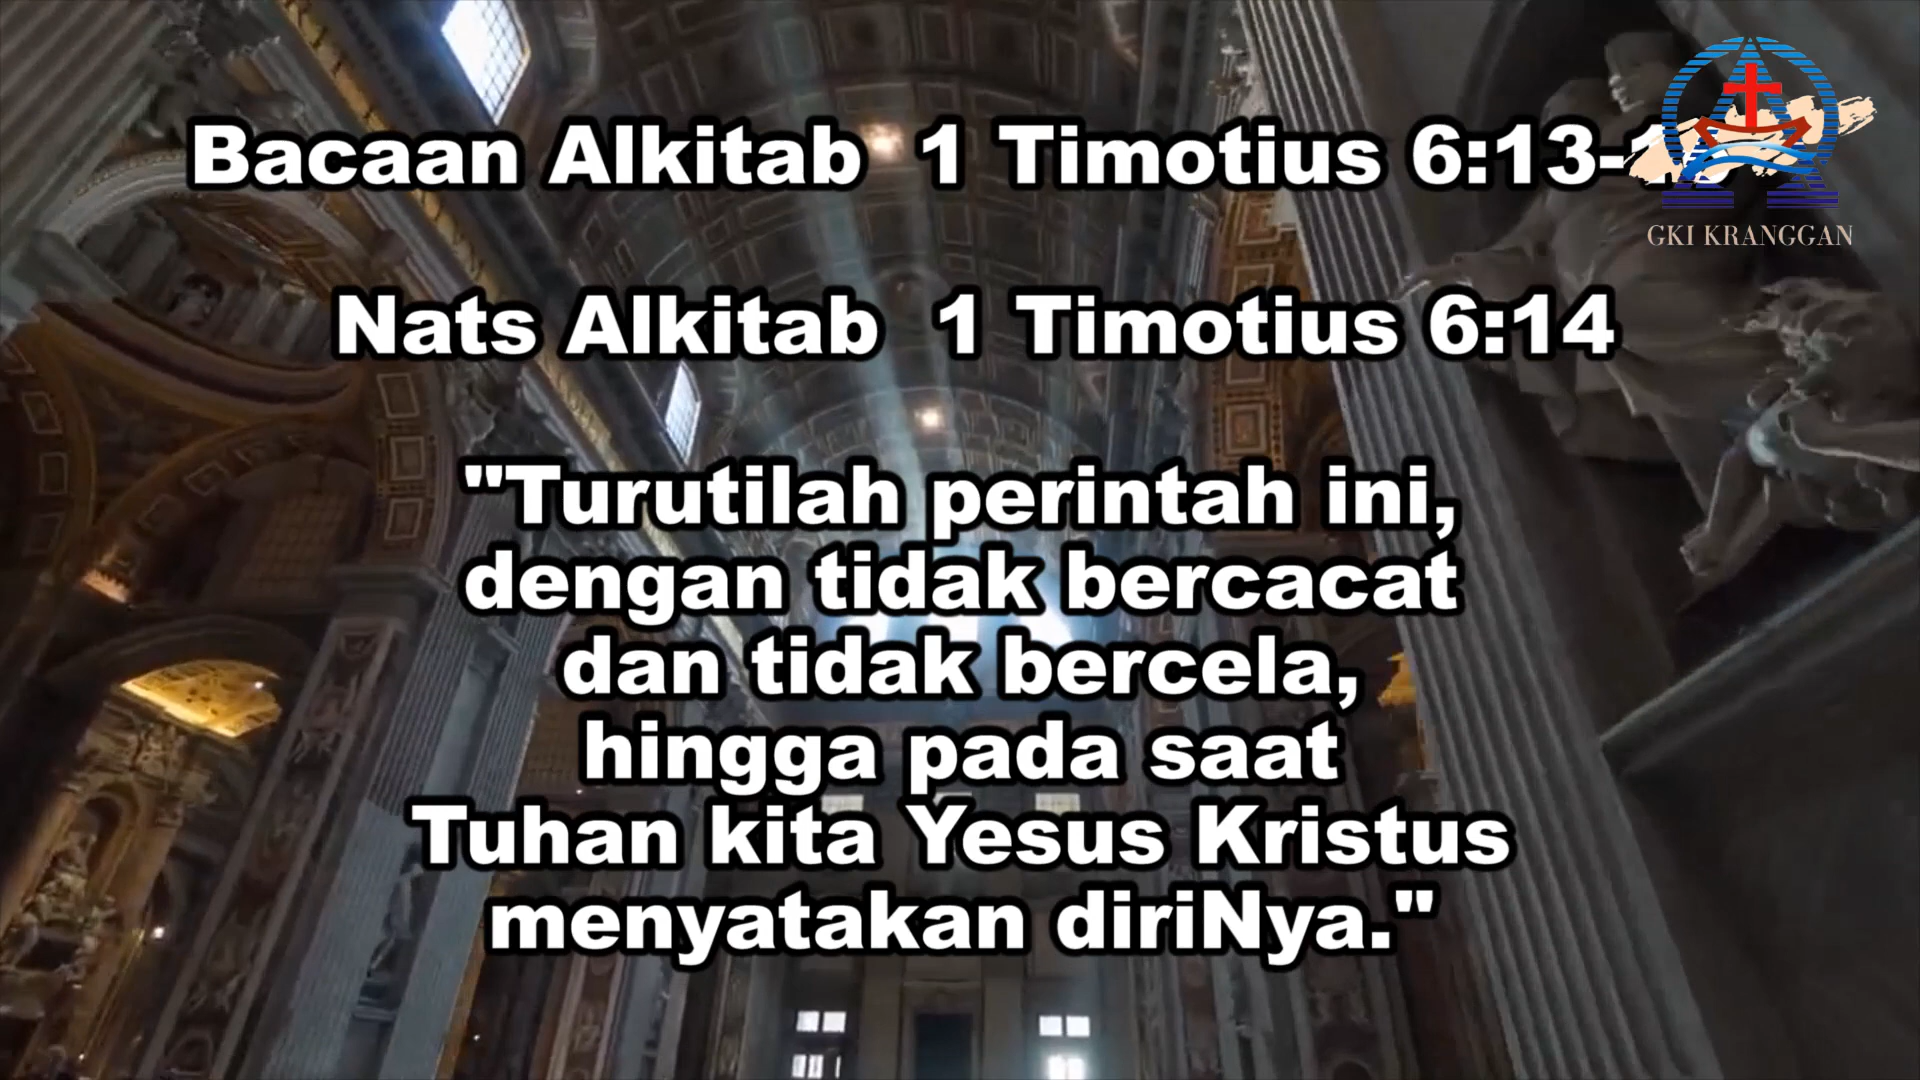 Bacaan Alkitab 1 Timotius 6:13-
GKI KRANGGAN
Nats Alkitab 1 Timotius 6:14
"Turutilah perintah ini,
dengan tidak bercacat
dan tidak bercela,
hingga pada saat
Tuhan kita Yesus Kristus
menyatakan diriNya."